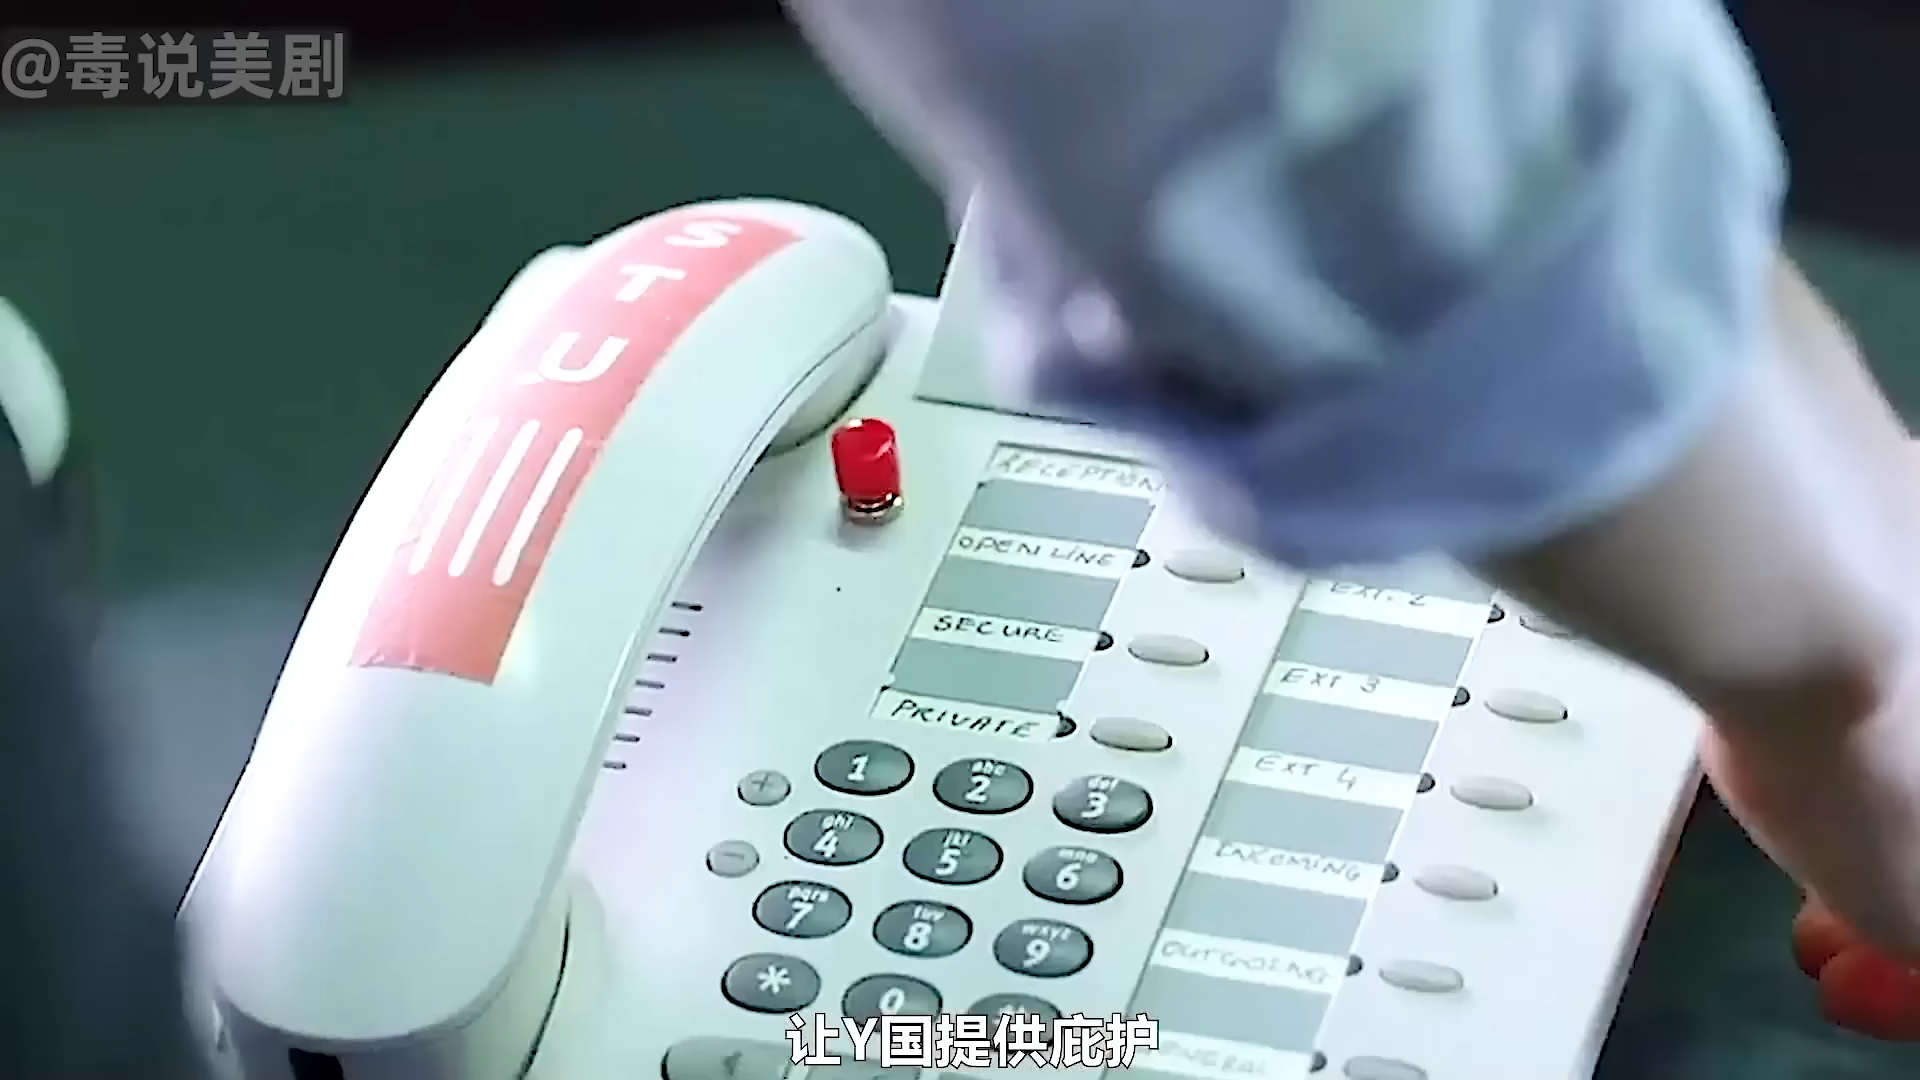 @毒说美剧
STU
RECEPTION
OPEN LINE
SECURE
PRIVATE
EXT. 2
EXT 3
EXT 4
INCOMING
OUTGOING
+
-
1
abc 2
def 3
ghi 4
jkl 5
mno 6
pqrs 7
tuv 8
wxyz 9
*
0
让Y国提供庇护